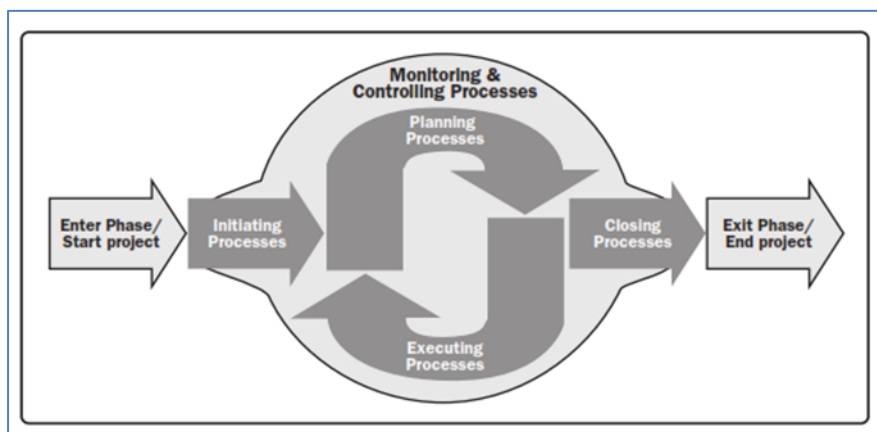 Monitoring &
Controlling Processes
Planning
Processes
Enter Phase/
Start project
Initiating
Processes
Closing
Processes
Exit Phase/
End project
Executing
Processes